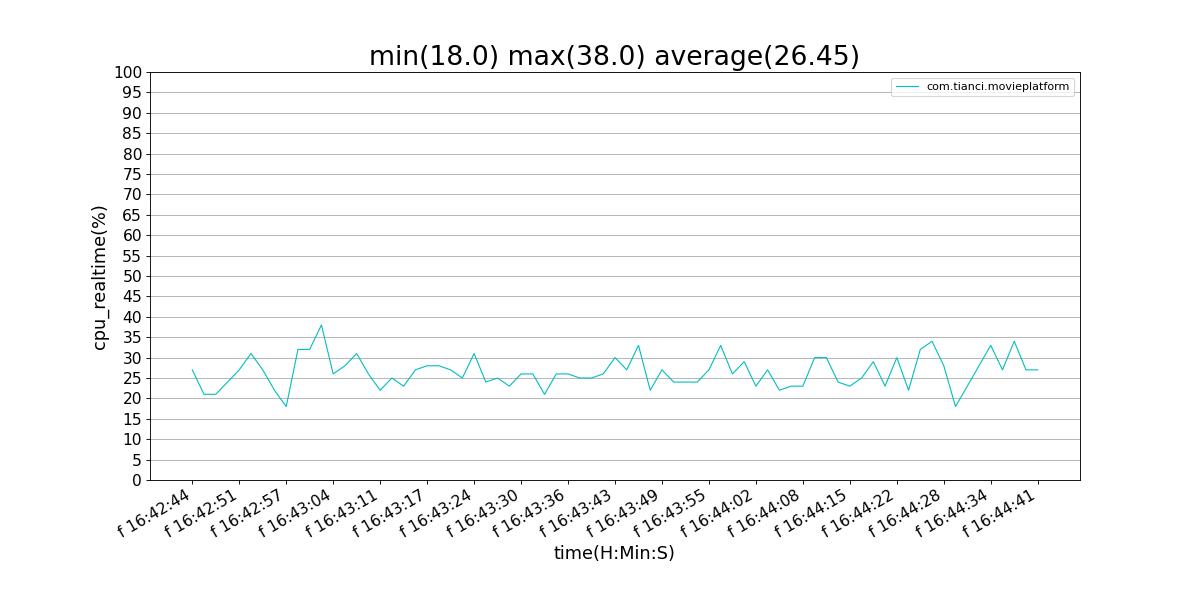 min(18.0) max(38.0) average(26.45)
com.tianci.movieplatform
100
95
90
85
80
75
70
65
60
55
50
45
40
35
30
25
20
15
10
5
0
cpu_realtime(%)
f 16:42:44
f 16:42:51
f 16:42:57
f 16:43:04
f 16:43:11
f 16:43:17
f 16:43:24
f 16:43:30
f 16:43:36
f 16:43:43
f 16:43:49
f 16:43:55
f 16:44:02
f 16:44:08
f 16:44:15
f 16:44:22
f 16:44:28
f 16:44:34
f 16:44:41
time(H:Min:S)